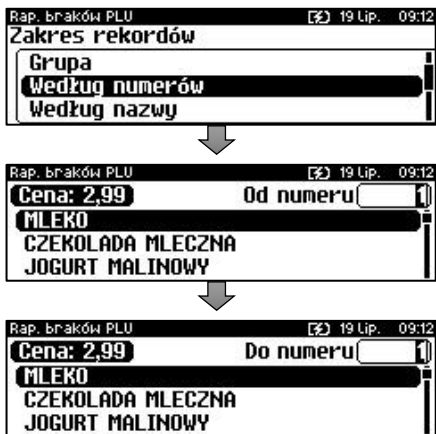 Rap. braków PLU 19 Lip. 09:12
Zakres rekordów
Grupa
Według numerów
Według nazwy
Rap. braków PLU 19 Lip. 09:12
Cena: 2,99 Od numeru 1
MLEKO
CZEKOLADA MLECZNA
JOGURT MALINOWY
Rap. braków PLU 19 Lip. 09:12
Cena: 2,99 Do numeru 1
MLEKO
CZEKOLADA MLECZNA
JOGURT MALINOWY